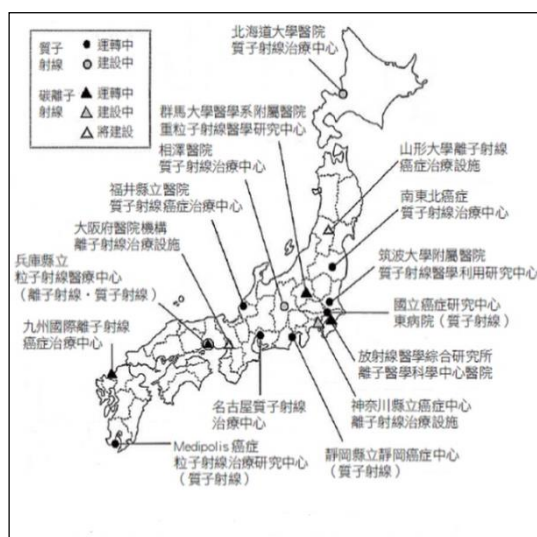 質子
射線
運轉中
建設中
碳離子
射線
運轉中
建設中
將建設
北海道大學醫院
質子射線治療中心
群馬大學醫學系附屬醫院
重粒子射線醫學研究中心
相澤醫院
質子射線治療中心
福井縣立醫院
質子射線癌症治療中心
大阪府醫院機構
離子射線治療設施
兵庫縣立
粒子射線醫療中心
(離子射線・質子射線)
九州國際離子射線
癌症治療中心
山形大學離子射線
癌症治療設施
南東北癌症
質子射線治療中心
筑波大學附屬醫院
質子射線醫學利用研究中心
國立癌症研究中心
東病院(質子射線)
放射線醫學綜合研究所
離子醫學科學中心醫院
神奈川縣立癌症中心
離子射線治療設施
靜岡縣立靜岡癌症中心
(質子射線)
名古屋質子射線
治療中心
Medipolis癌症
粒子射線治療研究中心
(質子射線)